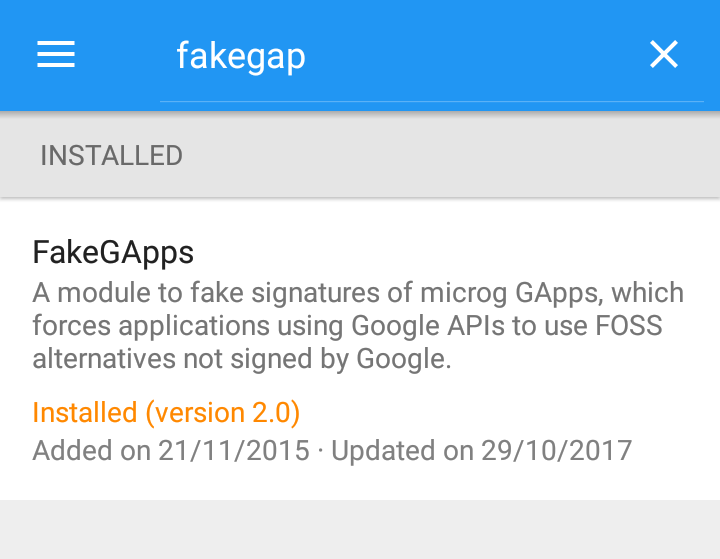 fakegap
INSTALLED
FakeGApps
A module to fake signatures of microg GApps, which
forces applications using Google APIs to use FOSS
alternatives not signed by Google.
Installed (version 2.0)
Added on 21/11/2015 · Updated on 29/10/2017